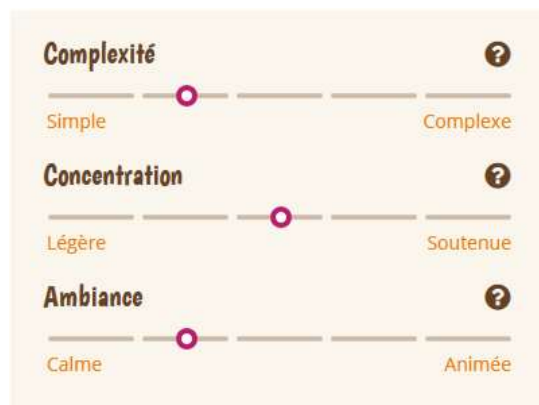 Complexité ?
Simple Complexe
Concentration ?
Légère Soutenue
Ambiance ?
Calme Animée